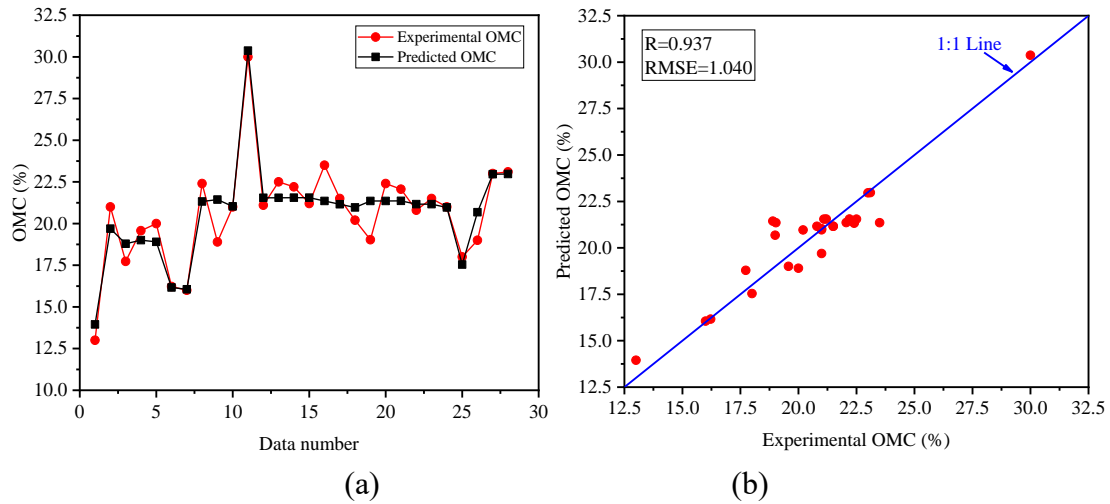 32.5
30.0
27.5
25.0
22.5
20.0
17.5
15.0
12.5
10.0
OMC (%)
Experimental OMC
Predicted OMC
0 5 10 15 20 25 30
Data number
(a)
32.5
30.0
27.5
25.0
22.5
20.0
17.5
15.0
12.5
Predicted OMC (%)
R=0.937
RMSE=1.040
1:1 Line
12.5 15.0 17.5 20.0 22.5 25.0 27.5 30.0 32.5
Experimental OMC (%)
(b)